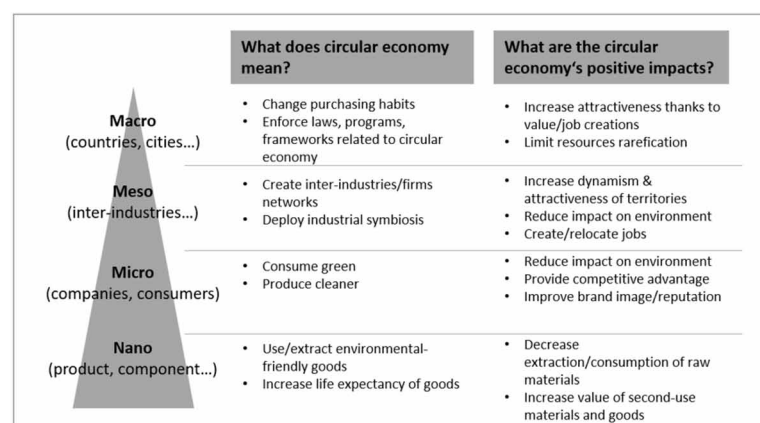 What does circular economy
mean?
What are the circular
economy's positive impacts?
Macro
(countries, cities...)
• Change purchasing habits
• Enforce laws, programs,
frameworks related to circular
economy
• Increase attractiveness thanks to
value/job creations
• Limit resources rarefication
Meso
(inter-industries...)
• Create inter-industries/firms
networks
• Deploy industrial symbiosis
• Increase dynamism &
attractiveness of territories
• Reduce impact on environment
• Create/relocate jobs
Micro
(companies, consumers)
• Consume green
• Produce cleaner
• Reduce impact on environment
• Provide competitive advantage
• Improve brand image/reputation
Nano
(product, component...)
• Use/extract environmental-
friendly goods
• Increase life expectancy of goods
• Decrease
extraction/consumption of raw
materials
• Increase value of second-use
materials and goods